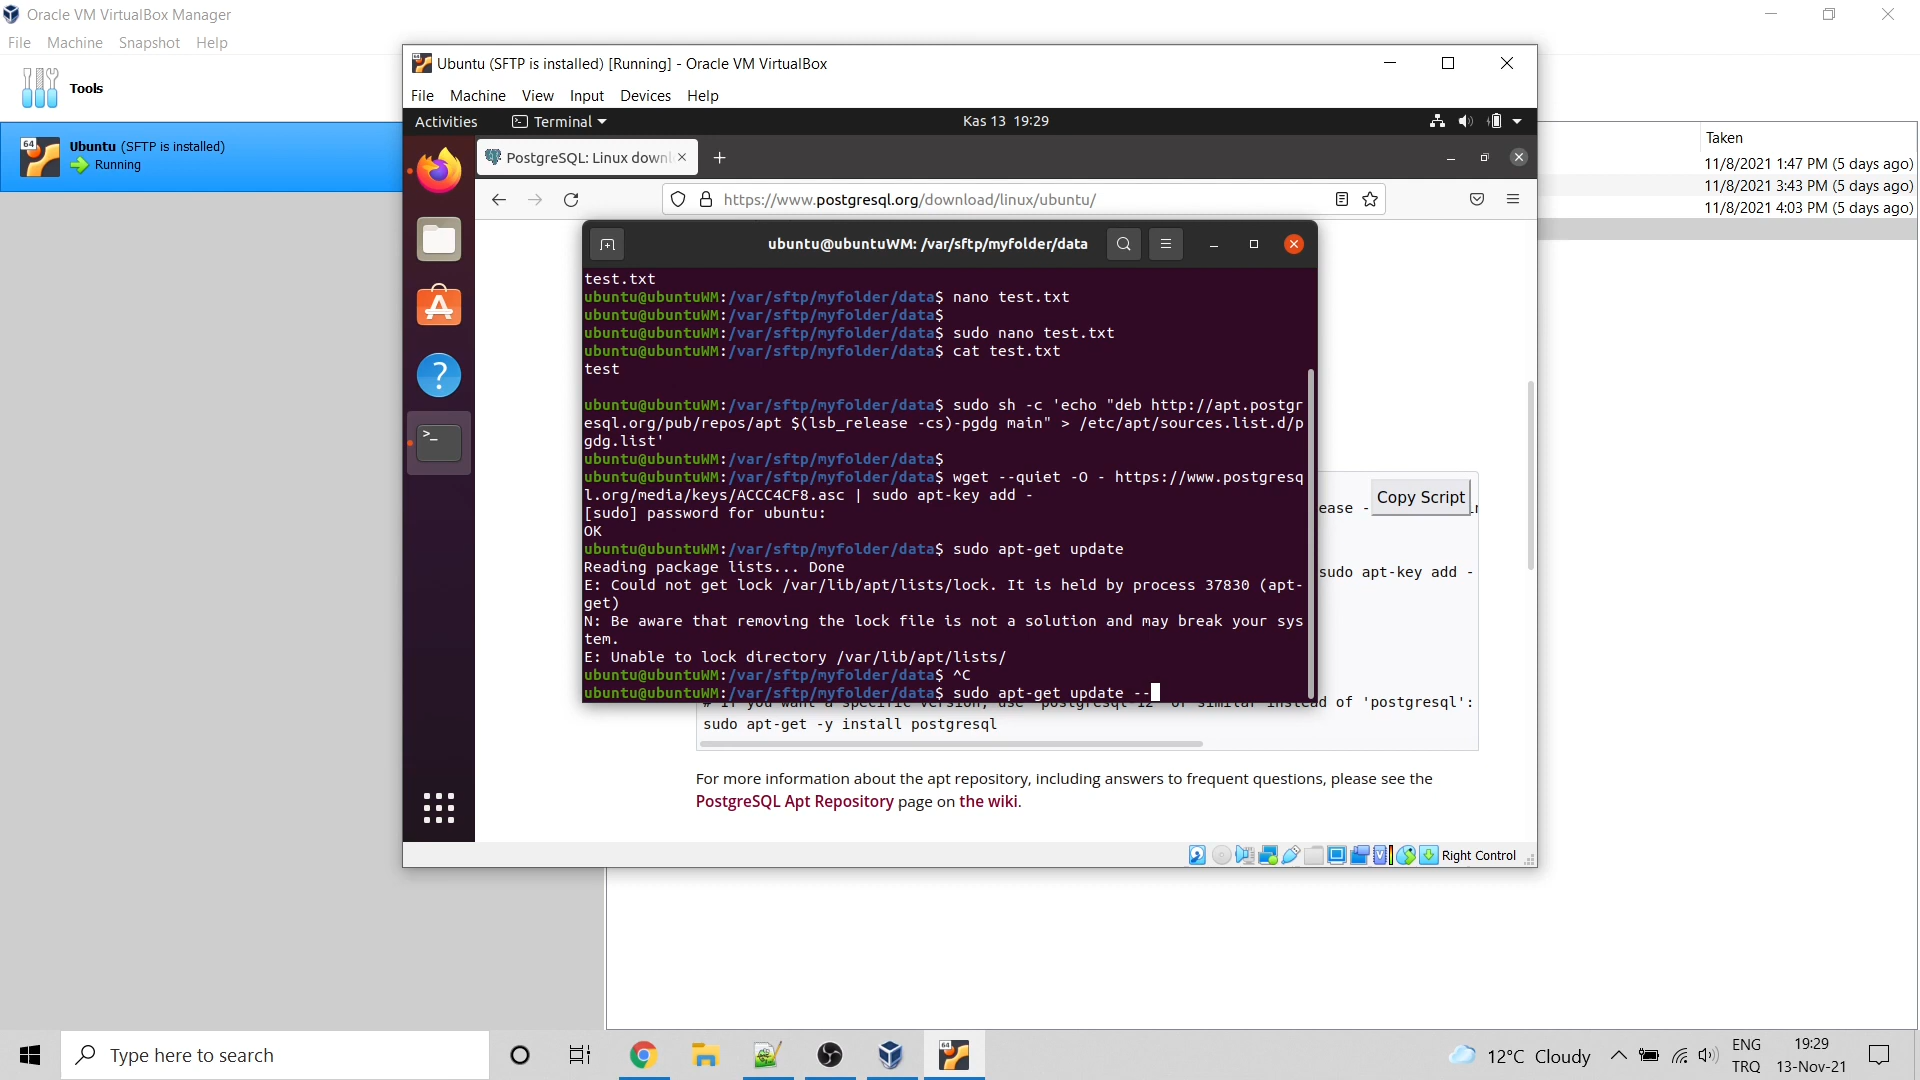 Oracle VM VirtualBox Manager
File Machine Snapshot Help
Tools
64
Ubuntu (SFTP is installed)
Running
Taken
11/8/2021 1:47 PM (5 days ago)
11/8/2021 3:43 PM (5 days ago)
11/8/2021 4:03 PM (5 days ago)
Ubuntu (SFTP is installed) [Running] - Oracle VM VirtualBox
File Machine View Input Devices Help
Activities Terminal Kas 13 19:29
PostgreSQL: Linux downl
https://www.postgresql.org/download/linux/ubuntu/
ubuntu@ubuntuWM: /var/sftp/myfolder/data
test.txt
ubuntu@ubuntuWM:/var/sftp/myfolder/data$ nano test.txt
ubuntu@ubuntuWM:/var/sftp/myfolder/data$
ubuntu@ubuntuWM:/var/sftp/myfolder/data$ sudo nano test.txt
ubuntu@ubuntuWM:/var/sftp/myfolder/data$ cat test.txt
test
ubuntu@ubuntuWM:/var/sftp/myfolder/data$ sudo sh -c 'echo "deb http://apt.postgr
esql.org/pub/repos/apt $(lsb_release -cs)-pgdg main" > /etc/apt/sources.list.d/p
gdg.list'
ubuntu@ubuntuWM:/var/sftp/myfolder/data$
ubuntu@ubuntuWM:/var/sftp/myfolder/data$ wget --quiet -O - https://www.postgresq
l.org/media/keys/ACCC4CF8.asc | sudo apt-key add -
[sudo] password for ubuntu:
OK
ubuntu@ubuntuWM:/var/sftp/myfolder/data$ sudo apt-get update
Reading package lists... Done
E: Could not get lock /var/lib/apt/lists/lock. It is held by process 37830 (apt-
get)
N: Be aware that removing the lock file is not a solution and may break your sys
tem.
E: Unable to lock directory /var/lib/apt/lists/
ubuntu@ubuntuWM:/var/sftp/myfolder/data$ ^C
ubuntu@ubuntuWM:/var/sftp/myfolder/data$ sudo apt-get update --
Copy Script
ease -
sudo apt-key add -
# If you want a specific version, use 'postgresql-12' or similar instead of 'postgresql':
sudo apt-get -y install postgresql
For more information about the apt repository, including answers to frequent questions, please see the
PostgreSQL Apt Repository page on the wiki.
Right Control
Type here to search
12°C Cloudy
ENG
TRQ
19:29
13-Nov-21